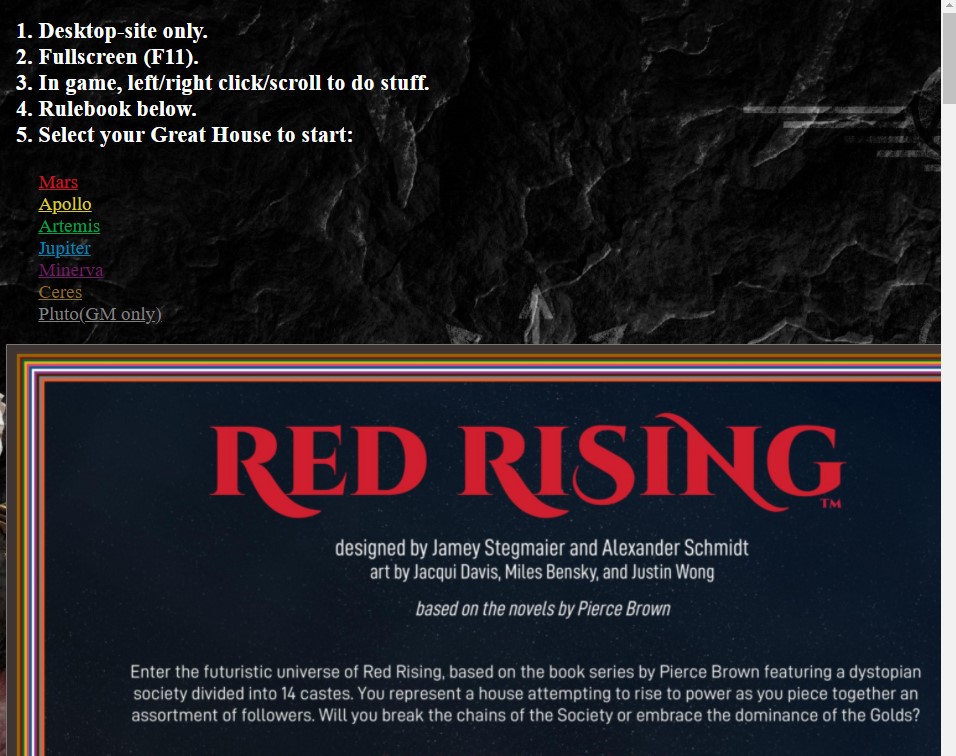 1. Desktop-site only.
2. Fullscreen (F11).
3. In game, left/right click/scroll to do stuff.
4. Rulebook below.
5. Select your Great House to start:
Mars
Apollo
Artemis
Jupiter
Minerva
Ceres
Pluto(GM only)
RED RISING™
designed by Jamey Stegmaier and Alexander Schmidt
art by Jacqui Davis, Miles Bensky, and Justin Wong
based on the novels by Pierce Brown
Enter the futuristic universe of Red Rising, based on the book series by Pierce Brown featuring a dystopian
society divided into 14 castes. You represent a house attempting to rise to power as you piece together an
assortment of followers. Will you break the chains of the Society or embrace the dominance of the Golds?